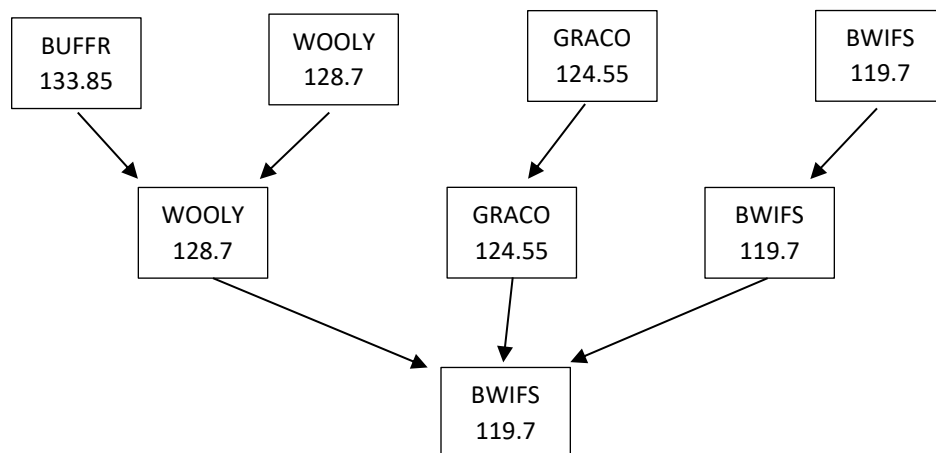 BUFFR
133.85
WOOLY
128.7
GRACO
124.55
BWIFS
119.7
WOOLY
128.7
GRACO
124.55
BWIFS
119.7
BWIFS
119.7